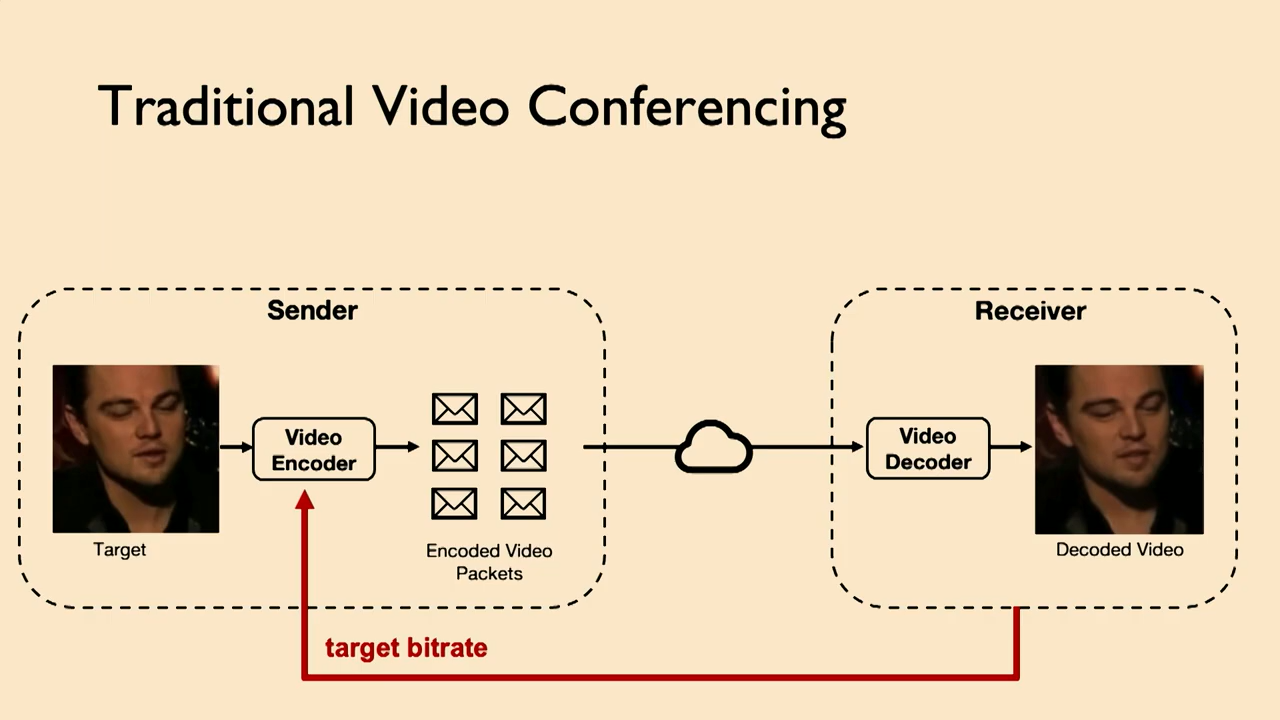 Traditional Video Conferencing
Sender
Receiver
Video
Encoder
Video
Decoder
Target
Encoded Video
Packets
Decoded Video
target bitrate